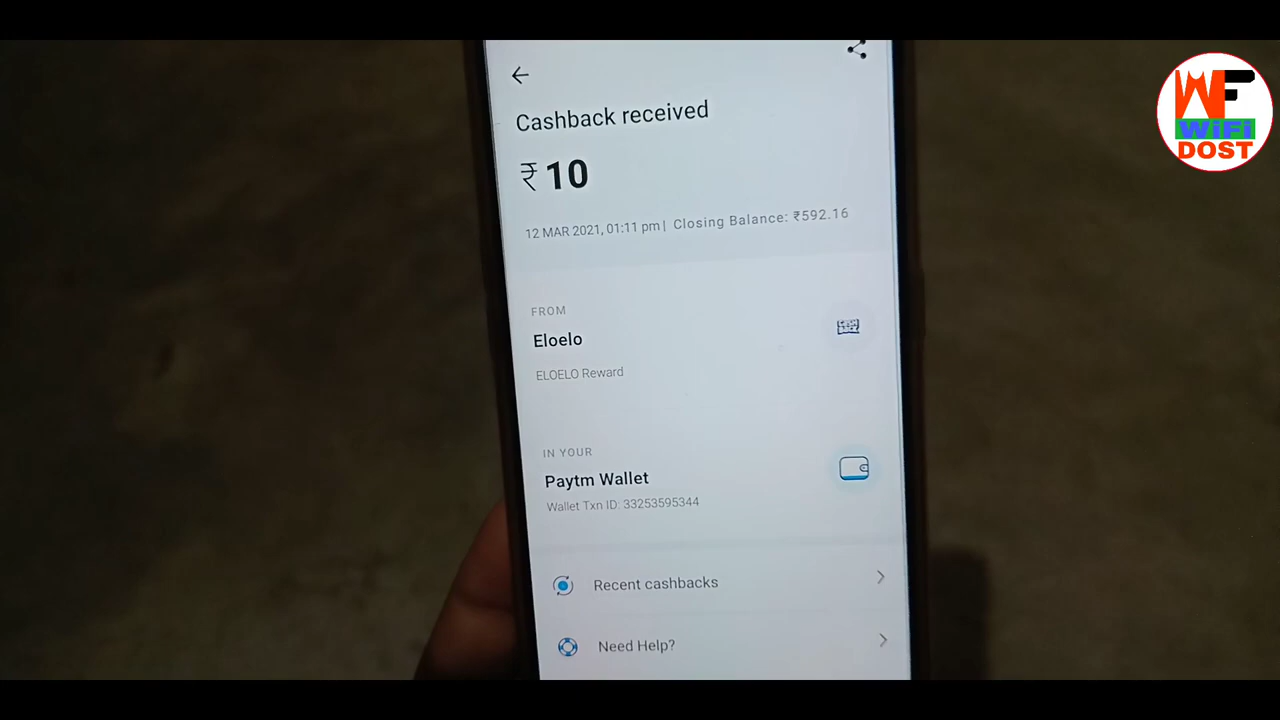 WF
WiFi
DOST
Cashback received
₹10
12 MAR 2021, 01:11 pm| Closing Balance: ₹592.16
FROM
Eloelo
ELOELO Reward
IN YOUR
Paytm Wallet
Wallet Txn ID: 33253595344
Recent cashbacks
Need Help?